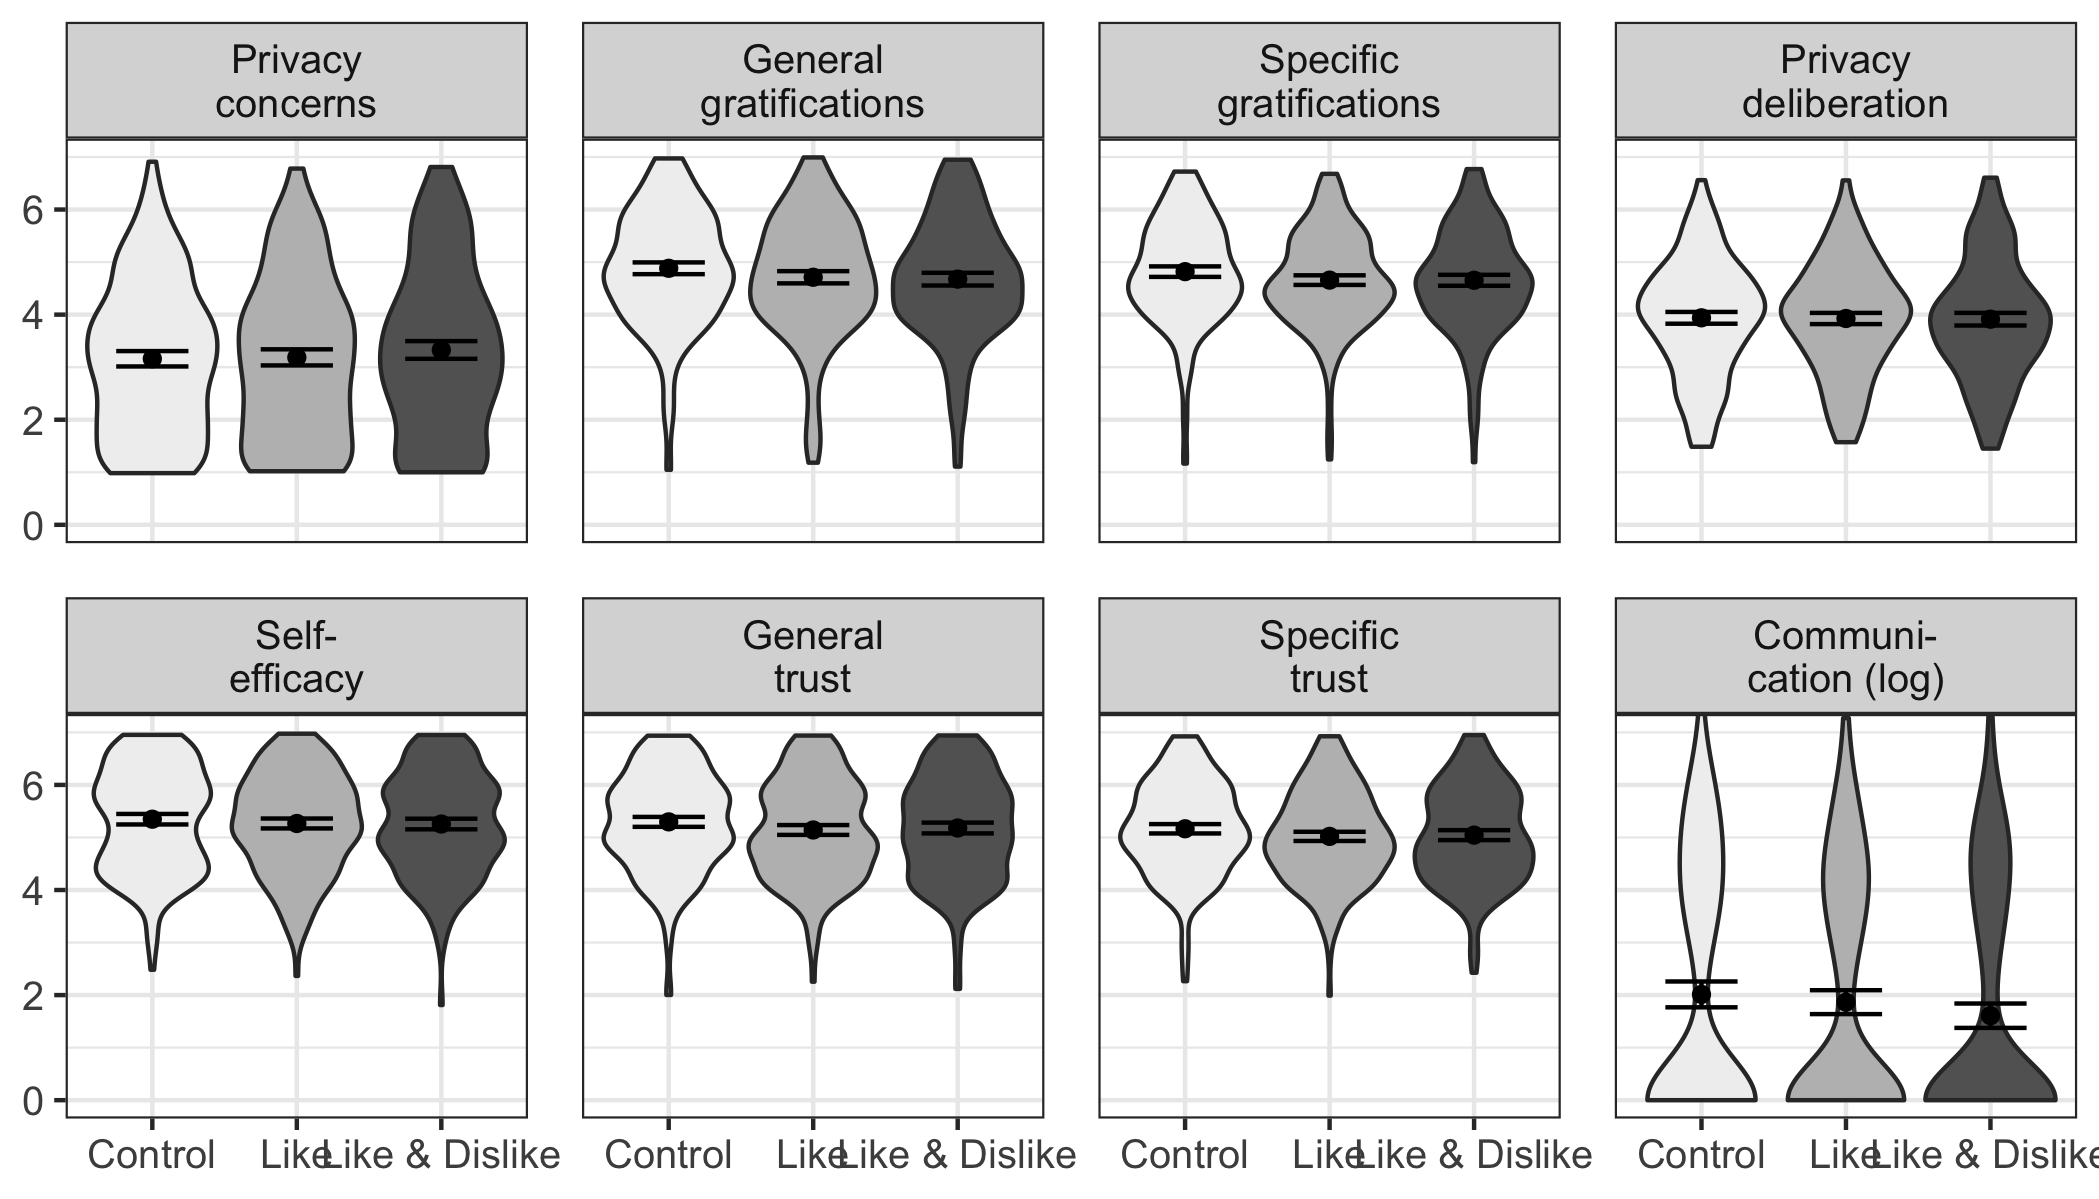 Privacy
concerns
General
gratifications
Specific
gratifications
Privacy
deliberation
6
4
2
0
Self-
efficacy
General
trust
Specific
trust
Communi-
cation (log)
6
4
2
0
Control Like Like & Dislike
Control Like Like & Dislike
Control Like Like & Dislike
Control Like Like & Dislike